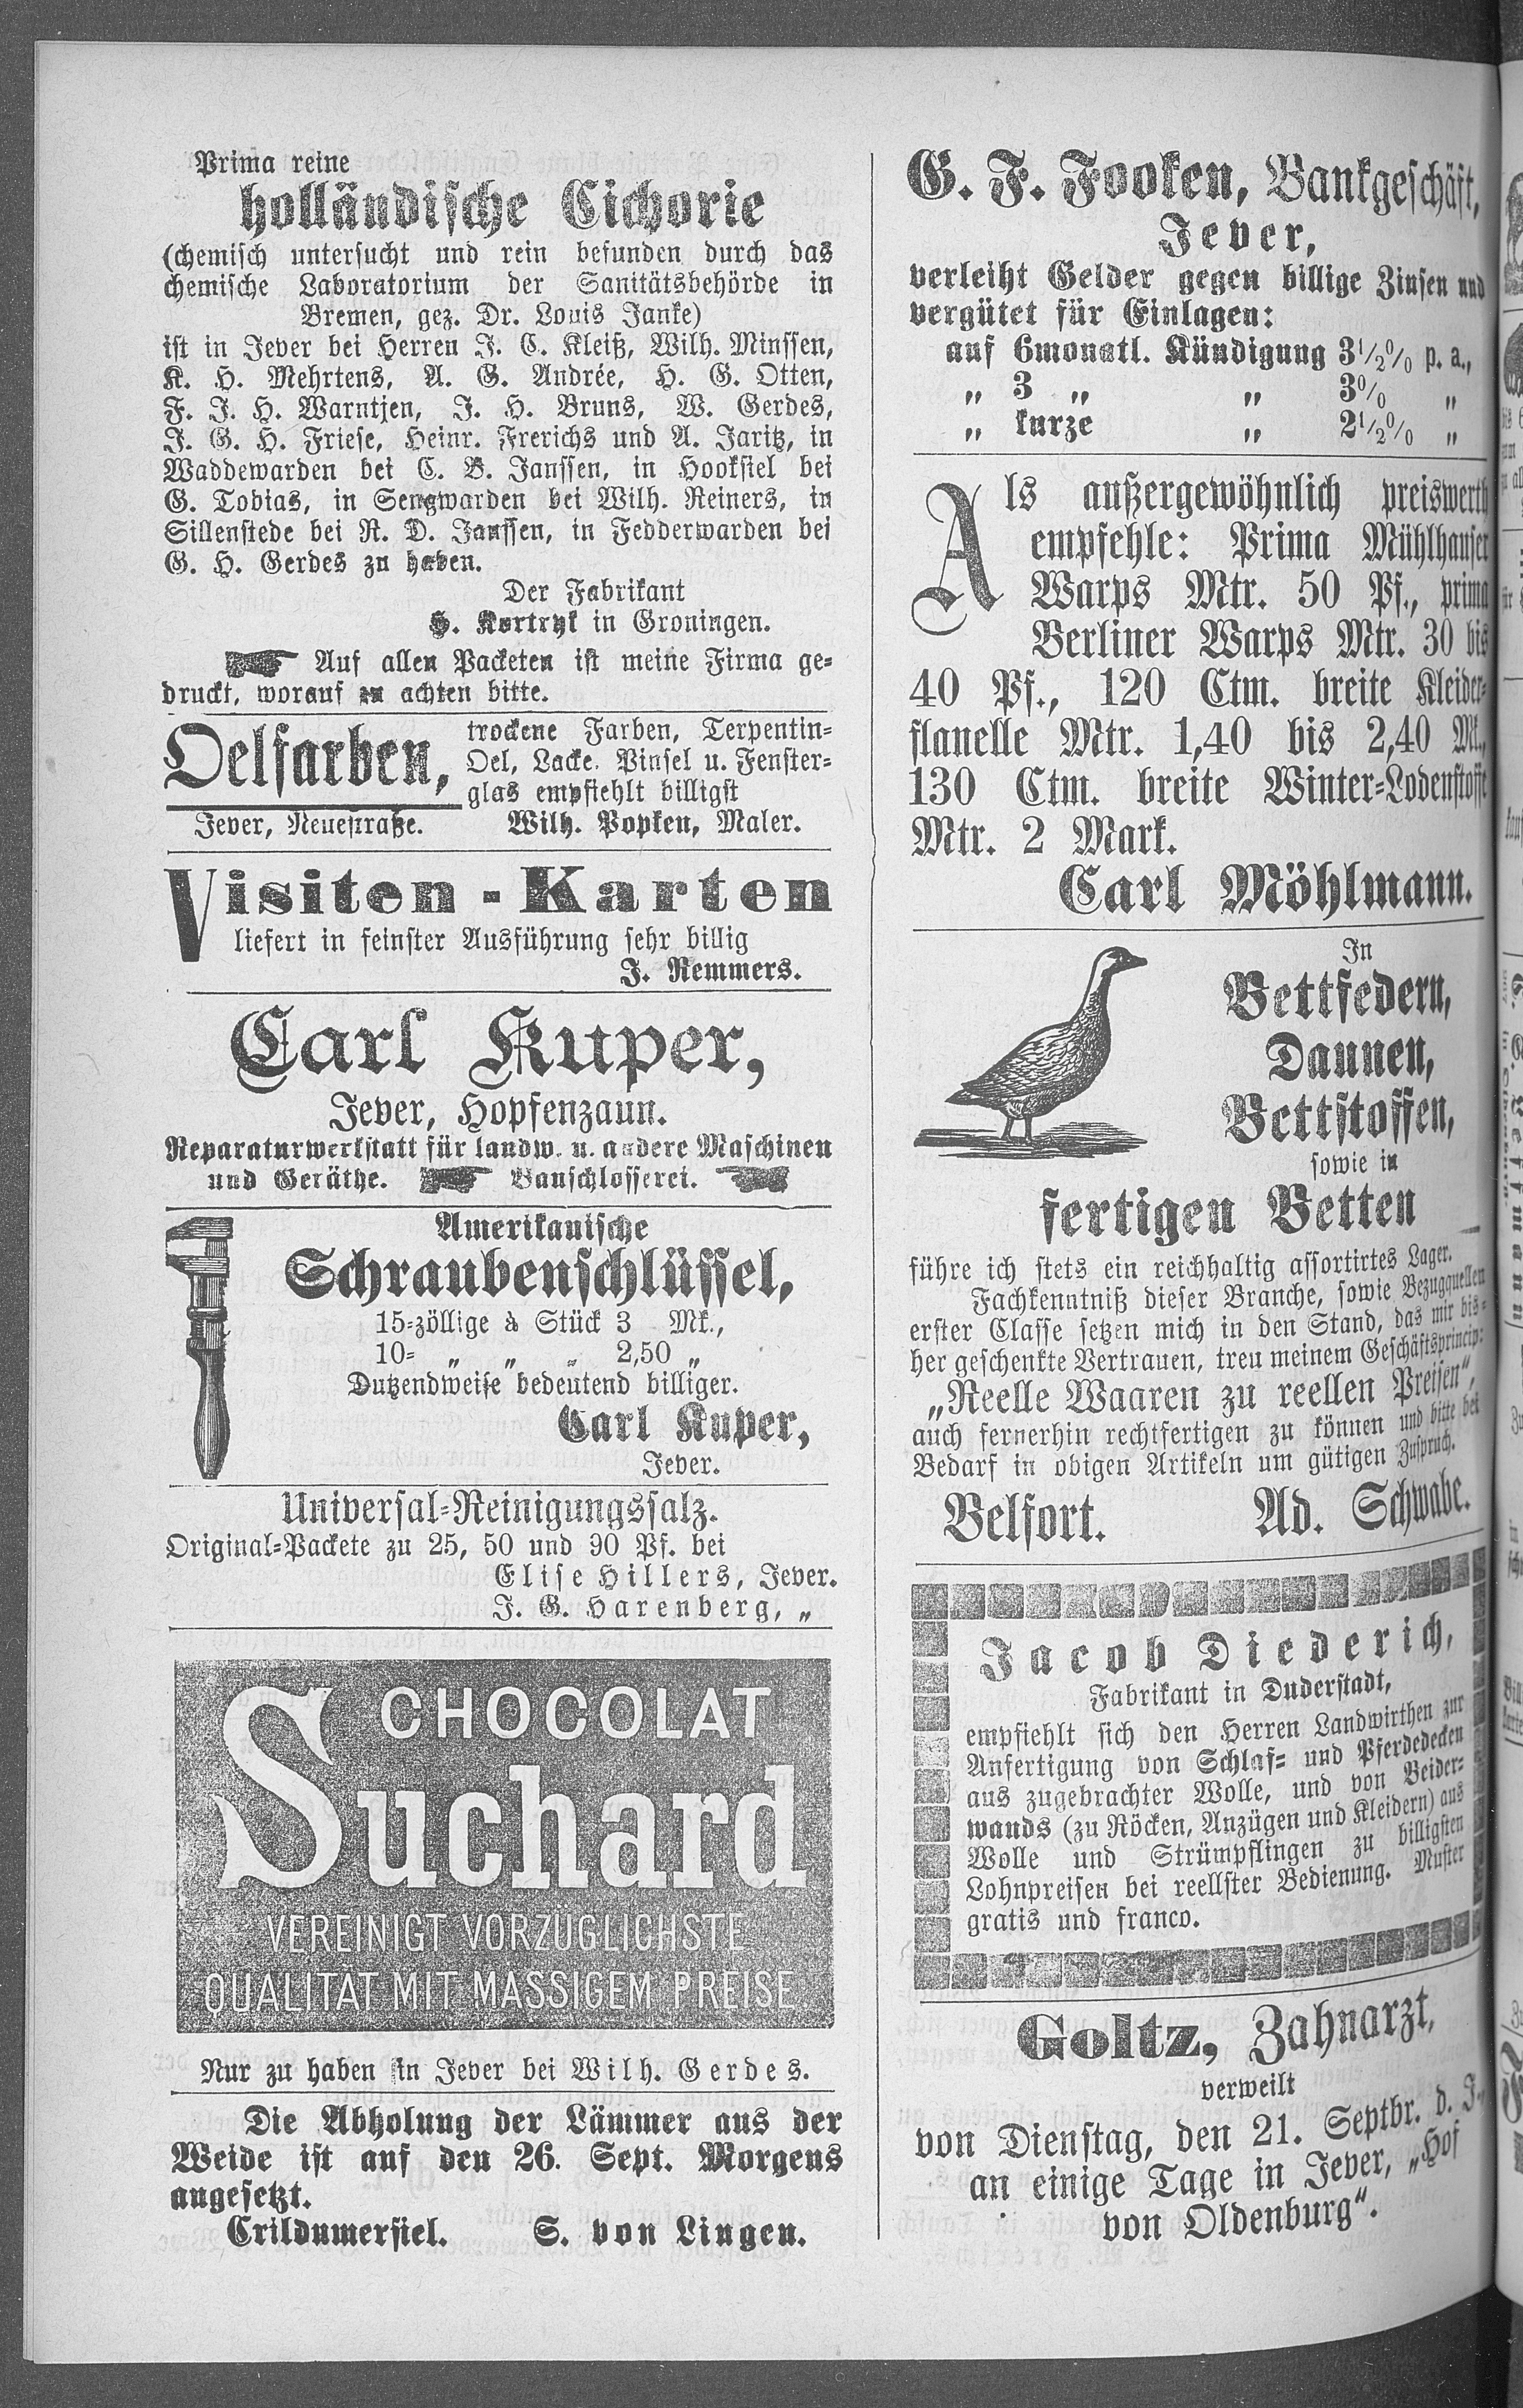 Prima reine
holländische Cichorie
(chemisch untersucht und rein befunden durch das
chemische Laboratorium der Sanitätsbehörde in
Bremen, gez. Dr. Louis Janke)
ist in Jever bei Herren J. C. Kleiß, Wilh. Minssen,
K. H. Mehrtens, A. G. Andrée, H. G. Otten,
F. J. H. Warntjen, J. H. Bruns, W. Gerdes,
J. G. H. Friese, Heinr. Frerichs und A. Jaritz, in
Waddewarden bei C. B. Janssen, in Hooksiel bei
G. Tobias, in Sengwarden bei Wilh. Reiners, in
Sillenstede bei R. D. Janssen, in Fedderwarden bei
G. H. Gerdes zu haben.
Der Fabrikant
H. Kortryk in Groningen.
Auf allen Packeten ist meine Firma ge-
druckt, worauf zu achten bitte.
Oelfarben,
trockene Farben, Terpentin-
Oel, Lacke, Pinsel u. Fenster-
glas empfiehlt billigst
Jever, Neuestraße. Wilh. Popken, Maler.
Visiten-Karten
liefert in feinster Ausführung sehr billig
J. Remmers.
Carl Kuper,
Jever, Hopfenzaun.
Reparaturwerkstatt für landw. u. andere Maschinen
und Geräthe. Bauschlosserei.
Amerikanische
Schraubenschlüssel,
15-zöllige à Stück 3 Mk.,
10- „ „ „ 2,50 „
Dutzendweise bedeutend billiger.
Carl Kuper,
Jever.
Universal-Reinigungssalz.
Original-Packete zu 25, 50 und 90 Pf. bei
Elise Hillers, Jever.
J. G. Harenberg, „
CHOCOLAT
Suchard
VEREINIGT VORZÜGLICHSTE
QUALITÄT MIT MÄSSIGEM PREISE
Nur zu haben in Jever bei Wilh. Gerdes.
Die Abholung der Lämmer aus der
Weide ist auf den 26. Sept. Morgens
angesetzt.
Crildumersiel. S. von Lingen.
G. F. Fooken, Bankgeschäft,
Jever,
verleiht Gelder gegen billige Zinsen und
vergütet für Einlagen:
auf 6monatl. Kündigung 3½% p. a.,
„ 3 „ „ 3% „
„ kurze „ 2½% „
Als außergewöhnlich preiswerth
empfehle: Prima Mühlhauser
Warps Mtr. 50 Pf., prima
Berliner Warps Mtr. 30 bis
40 Pf., 120 Ctm. breite Kleider-
flanelle Mtr. 1,40 bis 2,40 Mk.,
130 Ctm. breite Winter-Lodenstoffe
Mtr. 2 Mark.
Carl Möhlmann.
In
Bettfedern,
Daunen,
Bettstoffen,
sowie in
fertigen Betten
führe ich stets ein reichhaltig assortirtes Lager.
Fachkenntniß dieser Branche, sowie Bezugquellen
erster Classe setzen mich in den Stand, das mir bis-
her geschenkte Vertrauen, treu meinem Geschäftsprincip:
„Reelle Waaren zu reellen Preisen“,
auch fernerhin rechtfertigen zu können und bitte bei
Bedarf in obigen Artikeln um gütigen Zuspruch.
Belfort. Ad. Schwabe.
Jacob Diederich,
Fabrikant in Duderstadt,
empfiehlt sich den Herren Landwirthen zur
Anfertigung von Schlaf- und Pferdedecken
aus zugebrachter Wolle, und von Beider-
wands (zu Röcken, Anzügen und Kleidern) aus
Wolle und Strümpflingen zu billigsten
Lohnpreisen bei reellster Bedienung. Muster
gratis und franco.
Goltz, Zahnarzt,
verweilt
von Dienstag, den 21. Septbr. d. J.,
an einige Tage in Jever, „Hof
von Oldenburg“.